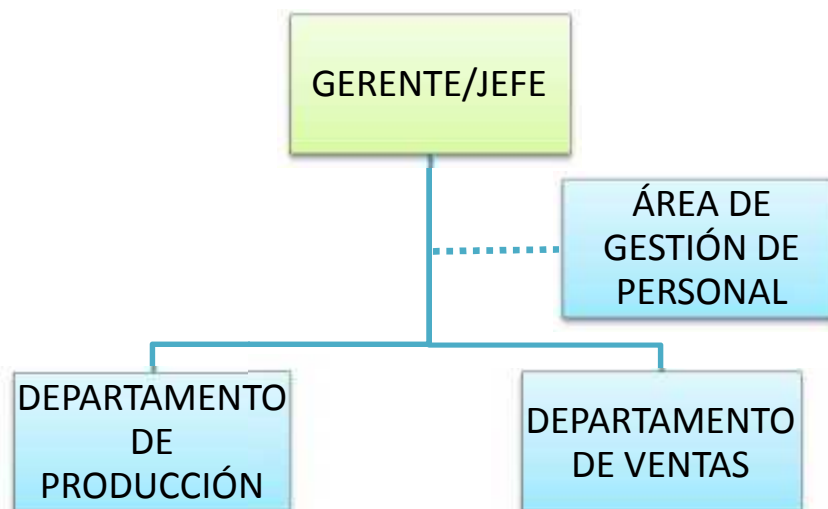 GERENTE/JEFE
ÁREA DE
GESTIÓN DE
PERSONAL
DEPARTAMENTO
DE
PRODUCCIÓN
DEPARTAMENTO
DE VENTAS